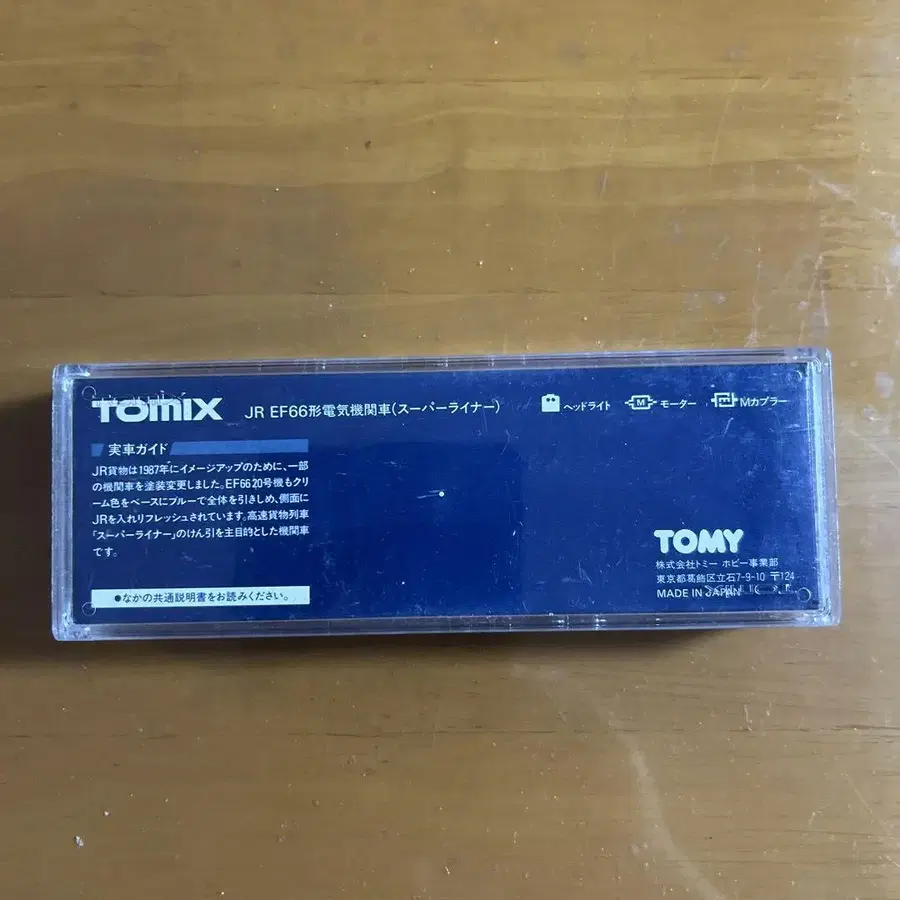 TOMIX JR EF66形電気機関車(スーパーライナー) ヘッドライト M モーター Mカプラー
実車ガイド
JR貨物は1987年にイメージアップのために、一部
の機関車を塗装変更しました。EF66 20号機もクリ
ーム色をベースにブルーで全体を引きしめ、側面に
JRを入れリフレッシュされています。高速貨物列車
「スーパーライナー」のけん引を主目的とした機関車
です。
●なかの共通説明書をお読みください。
TOMY
株式会社トミー ホビー事業部
東京都葛飾区立石7-9-10 〒124
MADE IN JAPAN